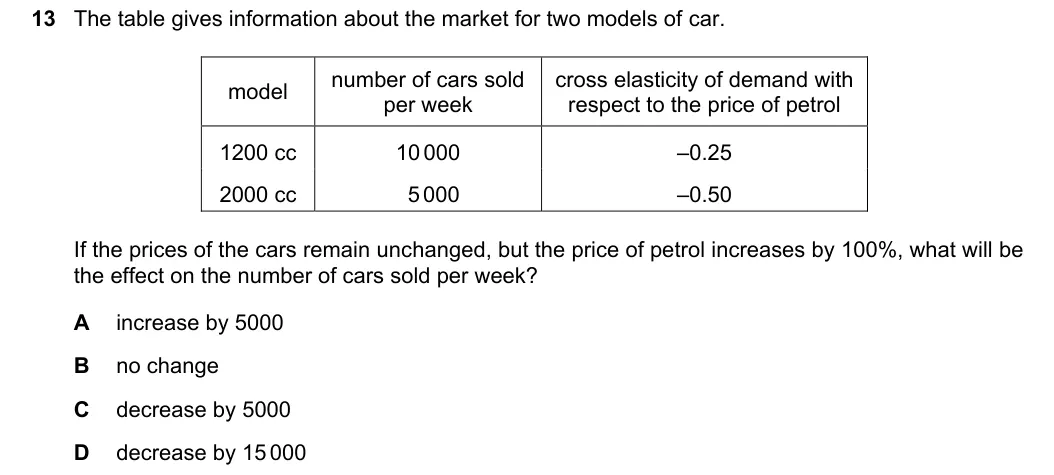 13 The table gives information about the market for two models of car.
model
number of cars sold
per week
cross elasticity of demand with
respect to the price of petrol
1200 cc 10 000 –0.25
2000 cc 5 000 –0.50
If the prices of the cars remain unchanged, but the price of petrol increases by 100%, what will be
the effect on the number of cars sold per week?
A increase by 5000
B no change
C decrease by 5000
D decrease by 15 000